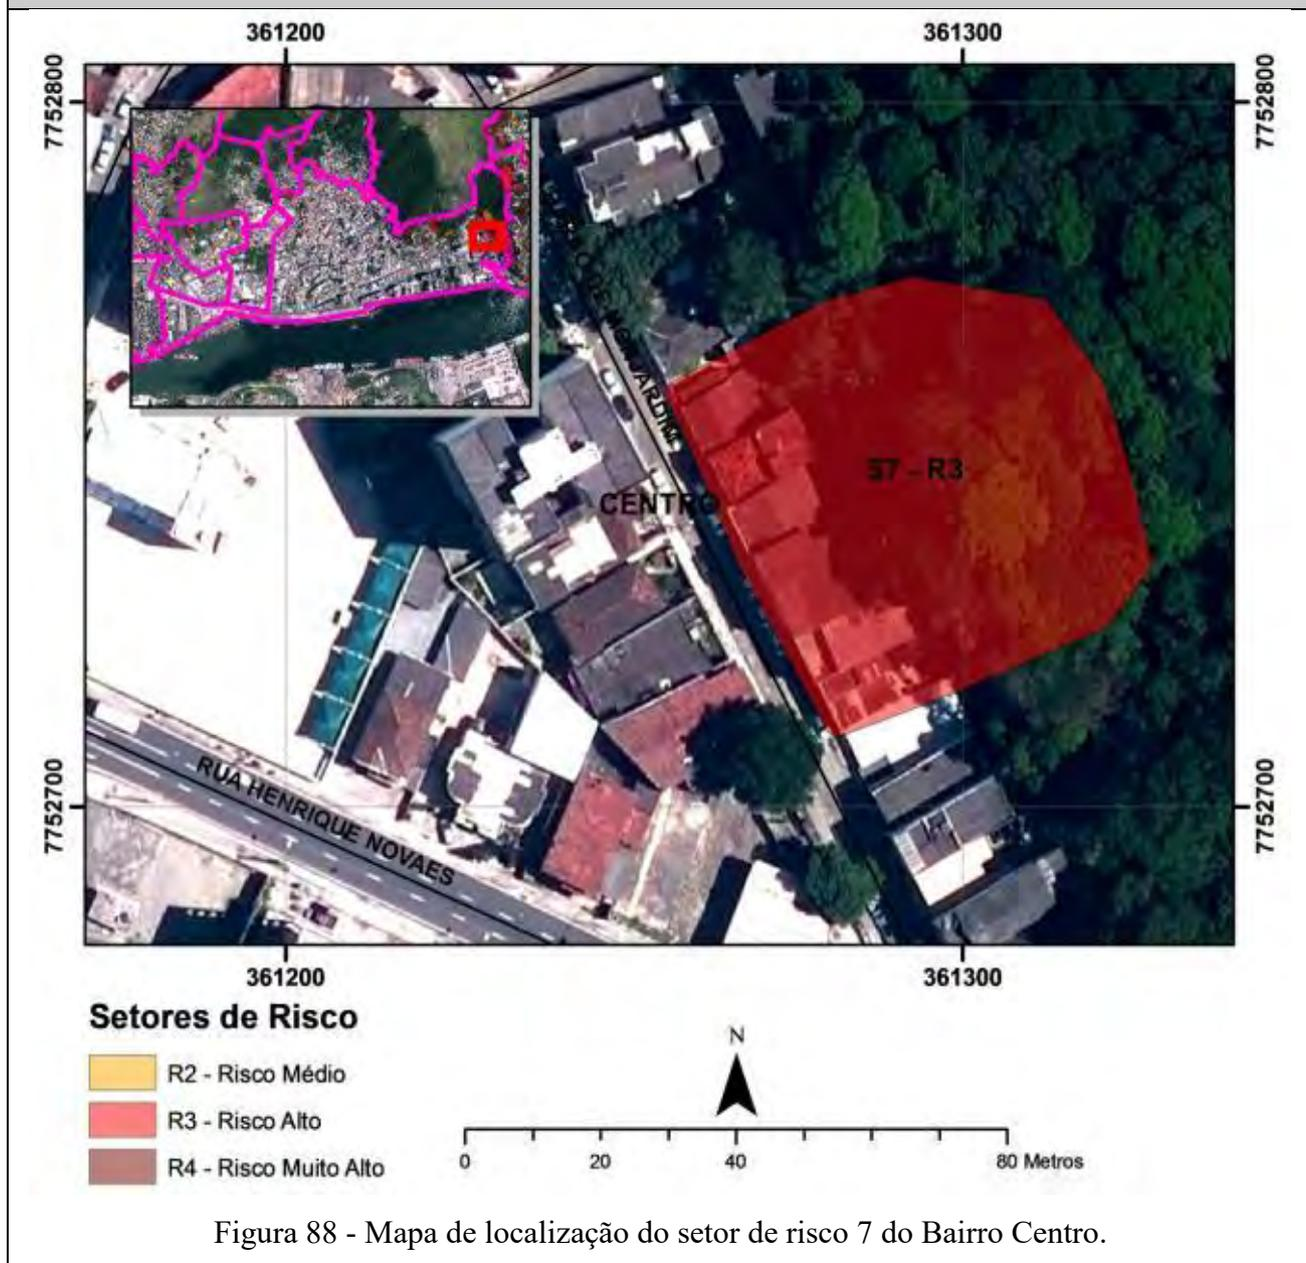 361200 361300
7752800 7752800
JARDIM
S7 - R3
CENTRO
7752700 7752700
RUA HENRIQUE NOVAES
361200 361300
Setores de Risco
N
R2 - Risco Médio
R3 - Risco Alto
R4 - Risco Muito Alto
0 20 40 80 Metros
Figura 88 - Mapa de localização do setor de risco 7 do Bairro Centro.